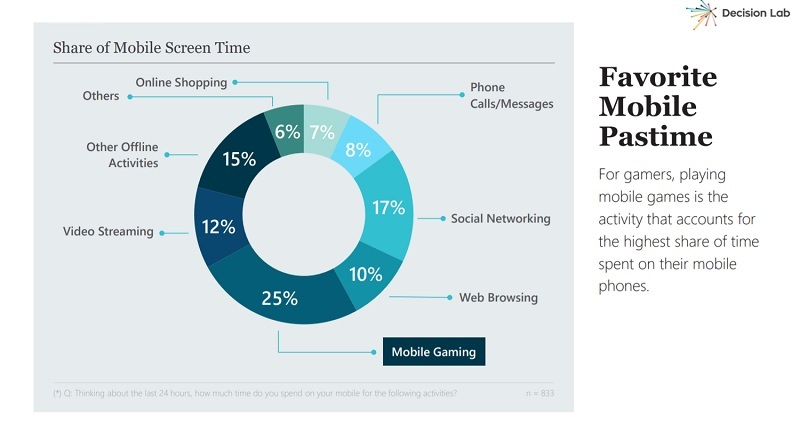 Decision Lab
Share of Mobile Screen Time
Online Shopping
Others
Phone
Calls/Messages
6%
7%
8%
Other Offline
Activities
15%
17%
Social Networking
Video Streaming
12%
10%
Web Browsing
25%
Mobile Gaming
(*) Q: Thinking about the last 24 hours, how much time do you spend on your mobile for the following activities?
n = 833
Favorite
Mobile
Pastime
For gamers, playing
mobile games is the
activity that accounts for
the highest share of time
spent on their mobile
phones.